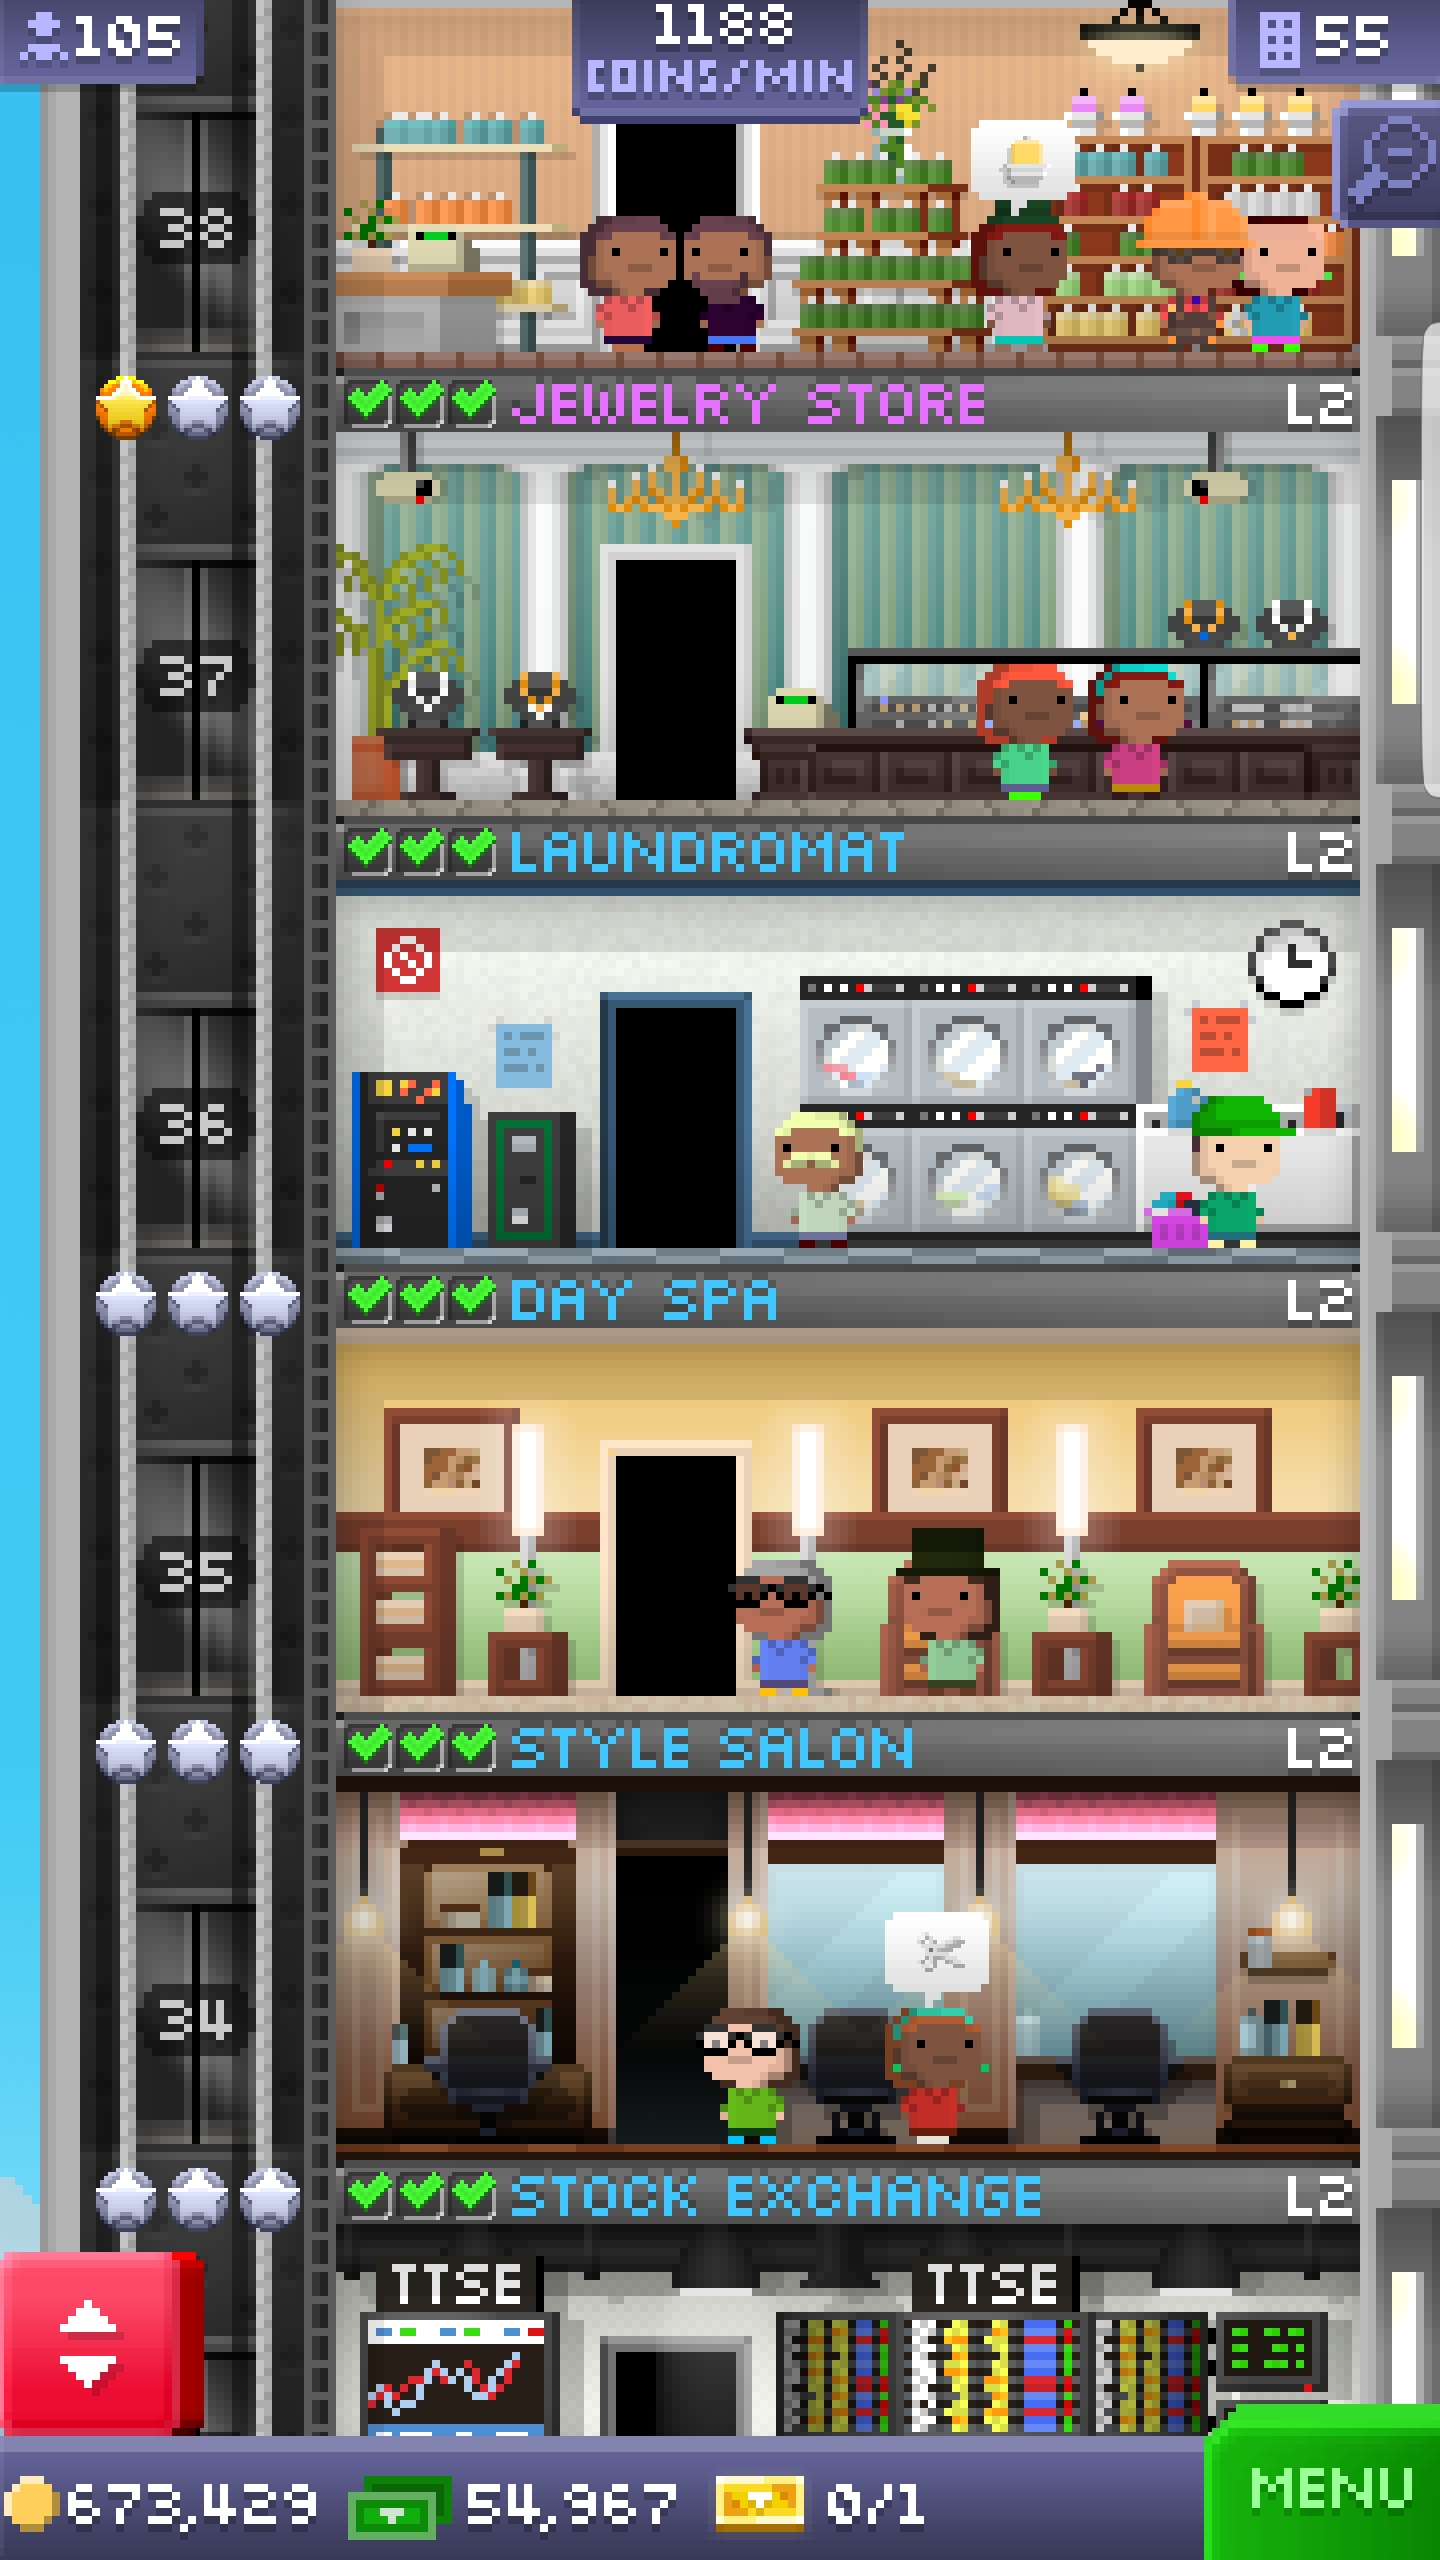 105
1188
COINS/MIN
55
38
JEWELRY STORE L2
37
LAUNDROMAT L2
36
DAY SPA L2
35
STYLE SALON L2
34
STOCK EXCHANGE L2
TTSE TTSE
673,429 54,967 0/1
MENU